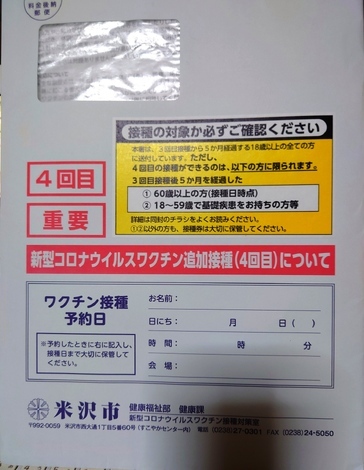 料金後納
郵便
接種の対象か必ずご確認ください
本書は、3回目接種から5か月経過する18歳以上の全ての方
に送付しています。ただし、
4回目の接種ができるのは、以下の方に限られます。
3回目接種後5か月を経過した
① 60歳以上の方(接種日時点)
② 18~59歳で基礎疾患をお持ちの方等
詳細は同封のチラシをよくお読みください。
①②以外の方も、接種券は大切に保管してください。
4回目
重要
新型コロナウイルスワクチン追加接種(4回目)について
ワクチン接種
予約日
※予約したときに右に記入し、
接種日まで大切に保管して
ください。
お名前:
日にち: 月 日( )
時間: 時 分
会場:
米沢市 健康福祉部 健康課
新型コロナウイルスワクチン接種対策室
〒992-0059 米沢市西大通1丁目5番60号(すこやかセンター内) 電話(0238) FAX(0238)24-5050